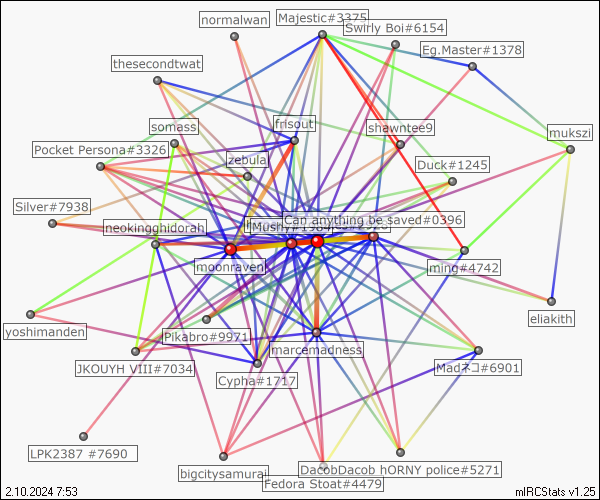 normalwan
Majestic#3375
Swirly Boi#6154
Eg.Master#1378
thesecondtwat
somass
frisout
shawntee9
mukszi
Pocket Persona#3326
zebulal
Duck#1245
Silver#7938
neokingghidorah
Mushy#1984
Can anything be saved#0396
moonraven
ming#4742
eliakith
yoshimanden
Pikabro#9971
marcemadness
JKOUYH VIII#7034
Cypha#1717
Madネコ#6901
LPK2387 #7690
bigcitysamurai
DacobDacob hORNY police#5271
Fedora Stoat#4479
2.10.2024 7:53
mIRCStats v1.25